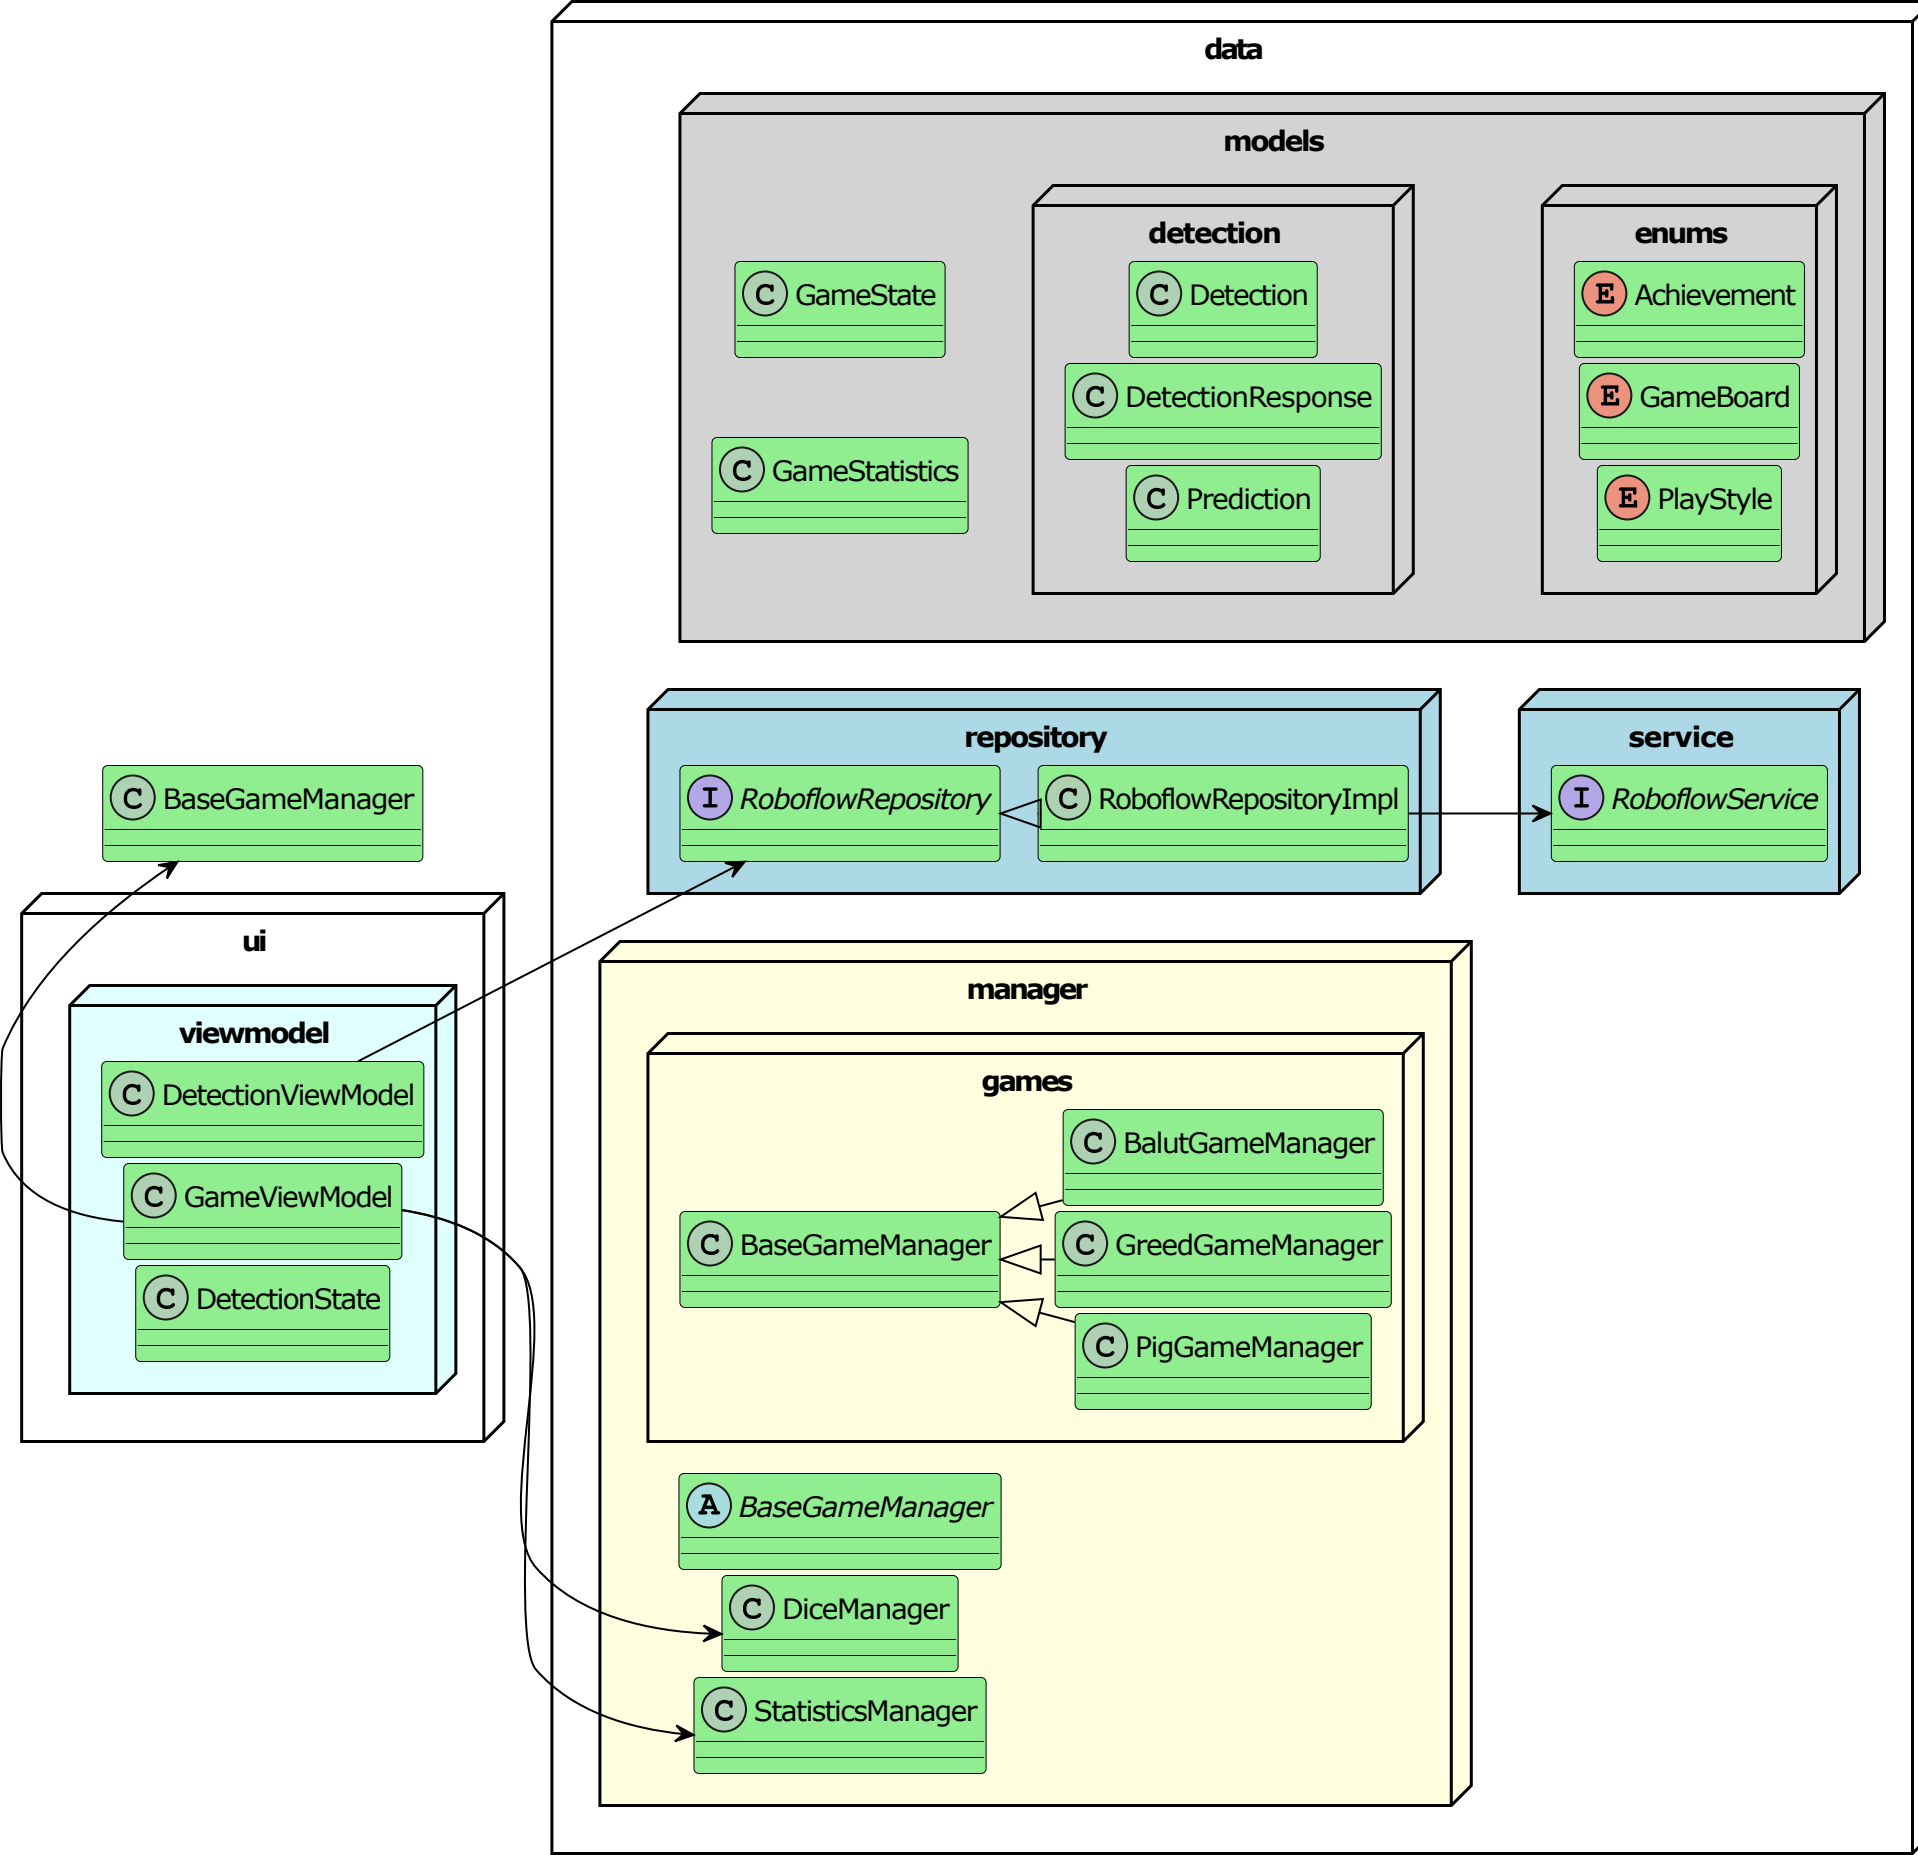 data
models
detection
enums
C GameState
C Detection
E Achievement
C DetectionResponse
E GameBoard
C GameStatistics
C Prediction
E PlayStyle
repository
service
C BaseGameManager
I RoboflowRepository
C RoboflowRepositoryImpl
I RoboflowService
ui
viewmodel
C DetectionViewModel
C GameViewModel
C DetectionState
manager
games
C BalutGameManager
C BaseGameManager
C GreedGameManager
C PigGameManager
A BaseGameManager
C DiceManager
C StatisticsManager